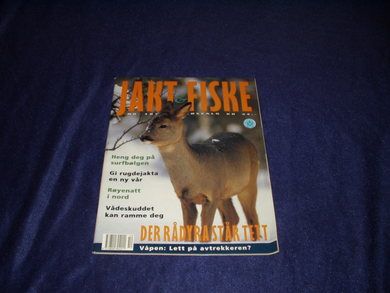 JAKT & FISKE
Heng deg på
surfbølgen
Gi rugdejakta
en ny vår
Røyenatt
i nord
Vådeskuddet
kan ramme deg
DER RÅDYRA STÅR TETT
Våpen: Lett på avtrekkeren?